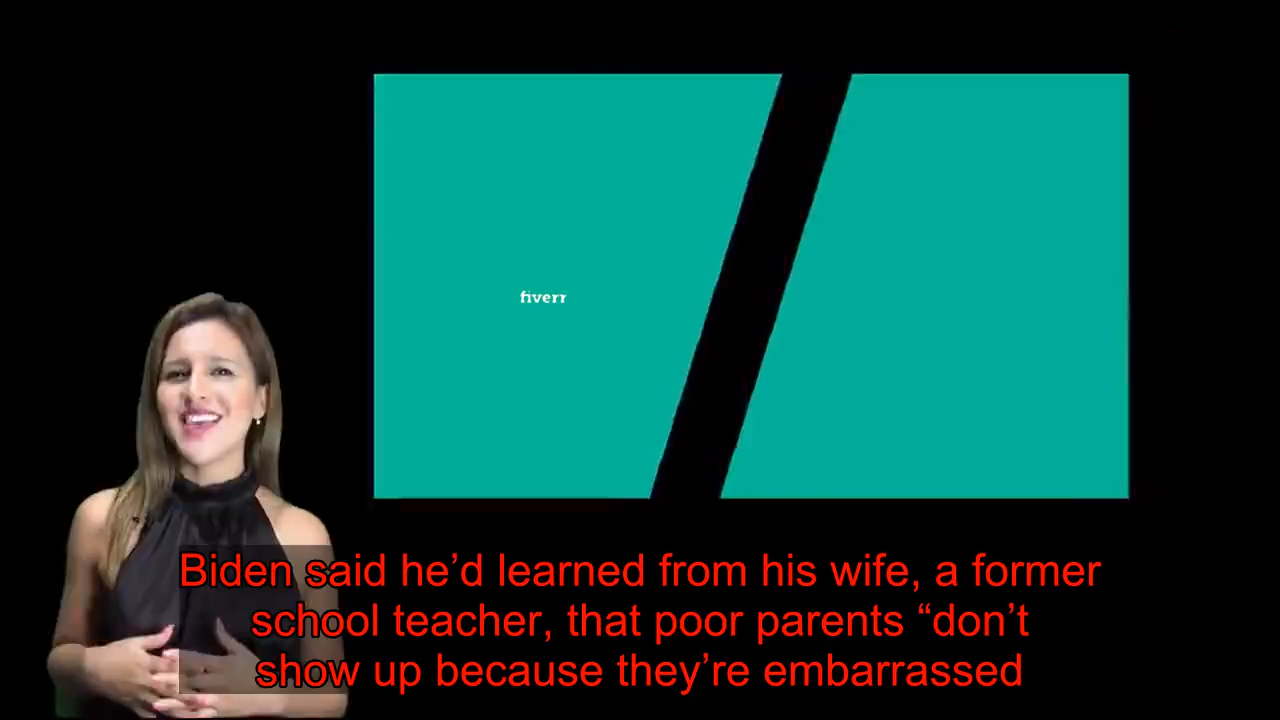 fiverr
Biden said he’d learned from his wife, a former
school teacher, that poor parents “don’t
show up because they’re embarrassed